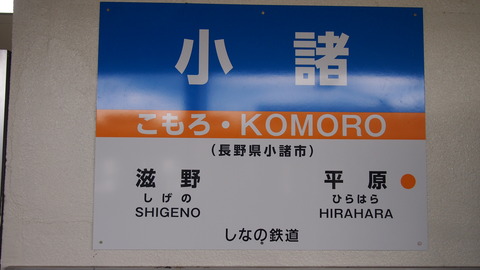 小諸
こもろ・KOMORO
(長野県小諸市)
滋野 平原
しげの ひらはら
SHIGENO HIRAHARA
しなの鉄道